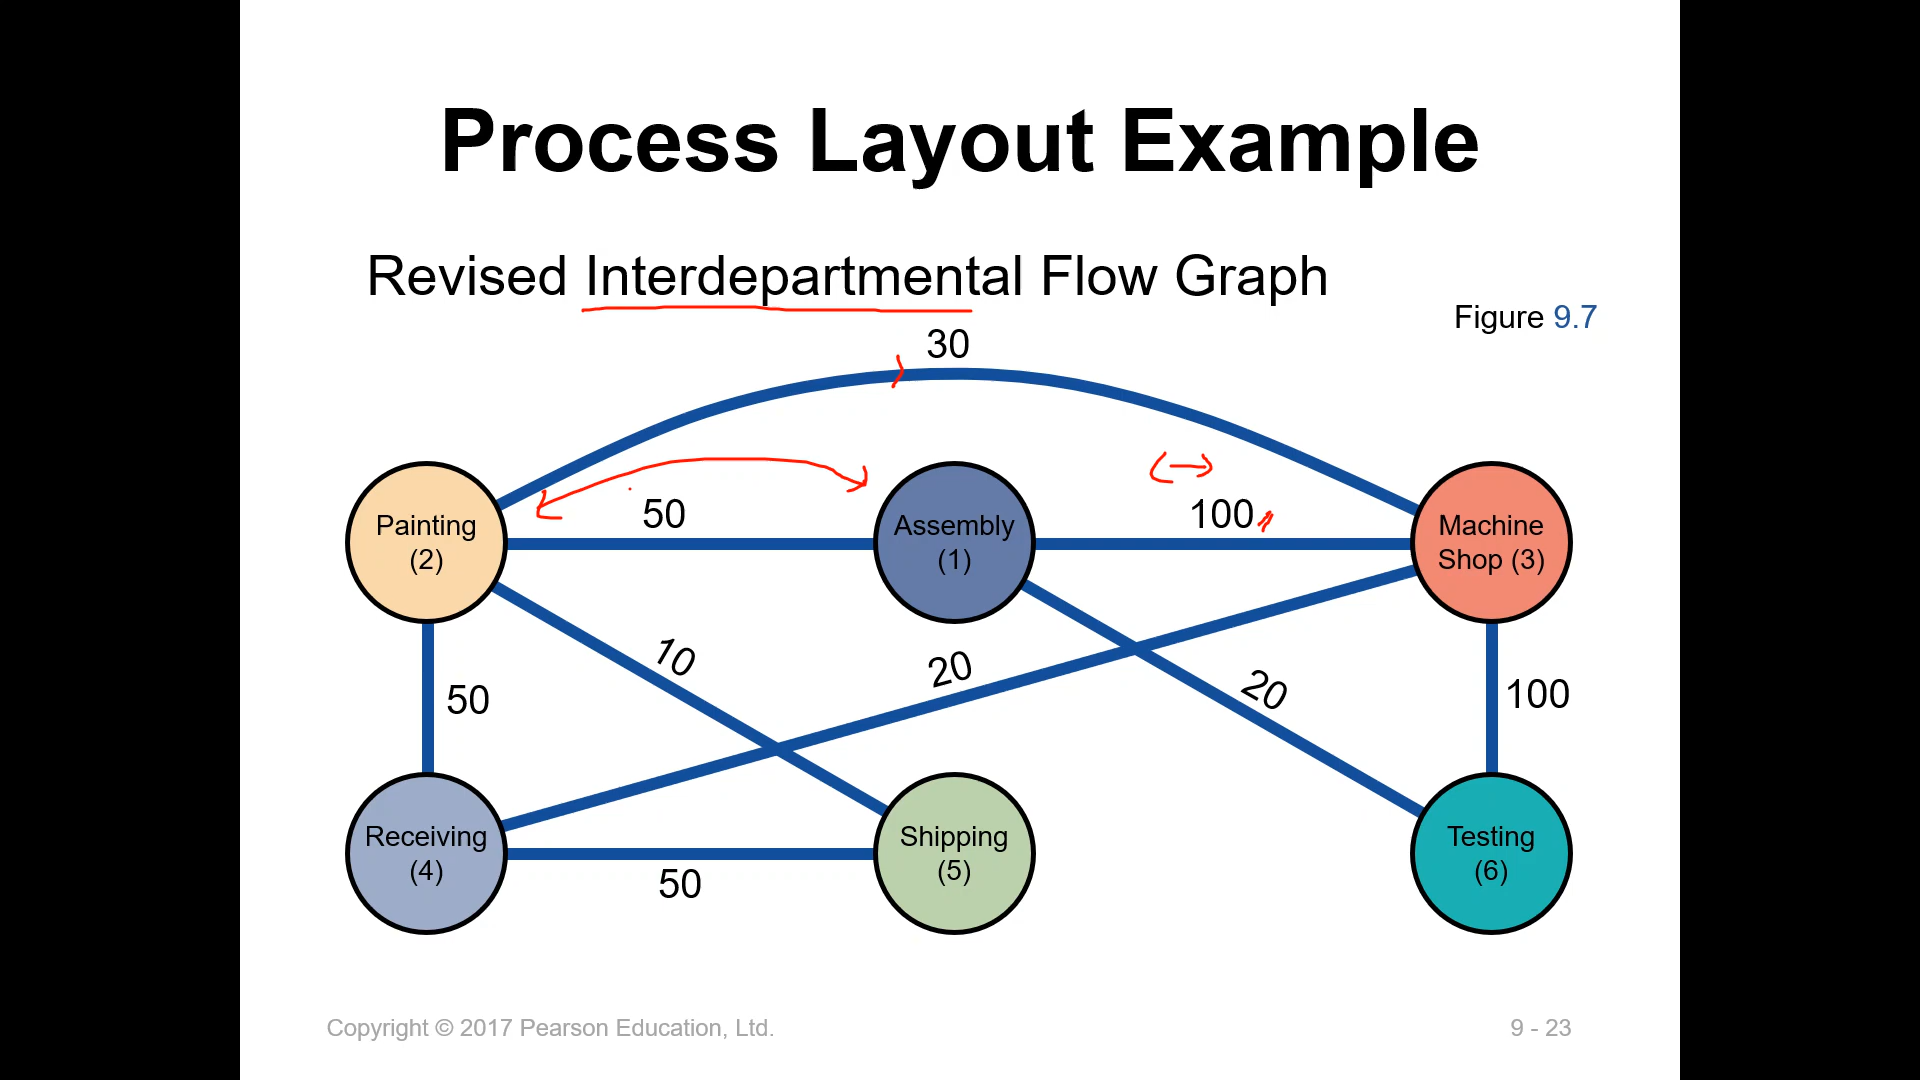 Process Layout Example
Revised Interdepartmental Flow Graph
Figure 9.7
30
50
100
Painting
(2)
Assembly
(1)
Machine
Shop (3)
10
20
20
50
100
Receiving
(4)
Shipping
(5)
Testing
(6)
50
Copyright © 2017 Pearson Education, Ltd.
9 - 23